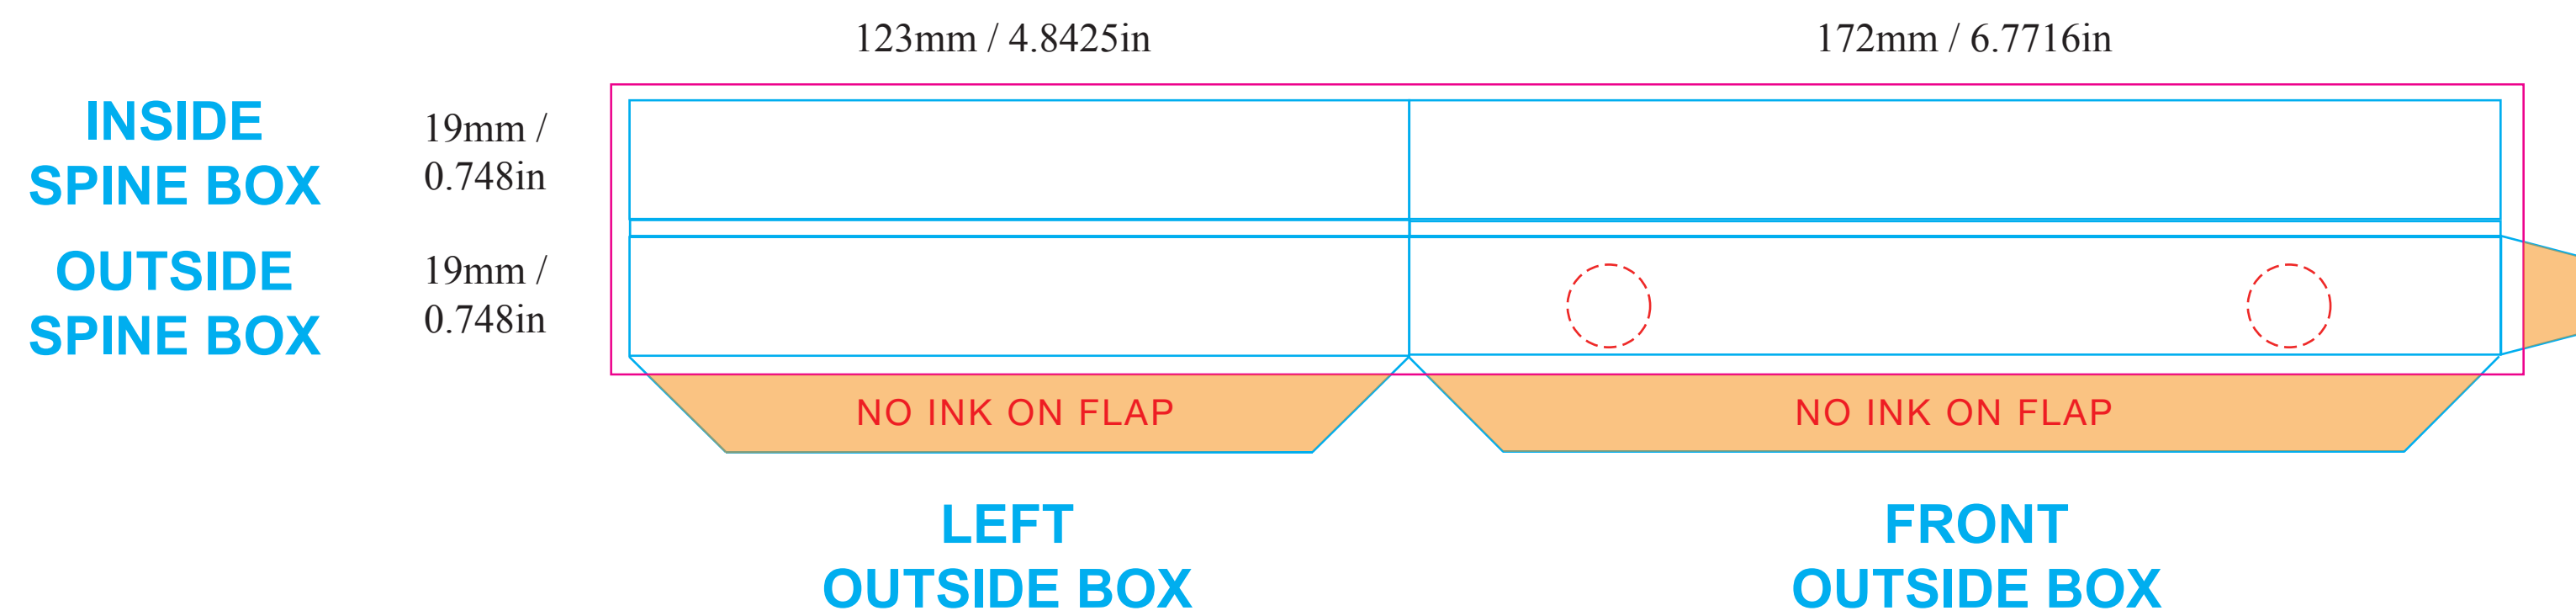 123mm / 4.8425in
172mm / 6.7716in
INSIDE
SPINE BOX
19mm /
0.748in
OUTSIDE
SPINE BOX
19mm /
0.748in
NO INK ON FLAP
NO INK ON FLAP
LEFT
OUTSIDE BOX
FRONT
OUTSIDE BOX